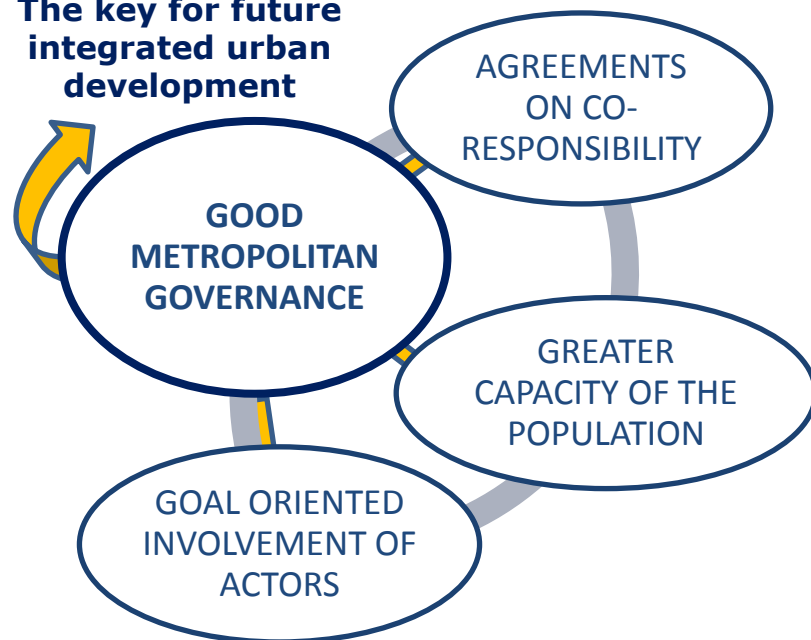 The key for future
integrated urban
development
AGREEMENTS
ON CO-
RESPONSIBILITY
GOOD
METROPOLITAN
GOVERNANCE
GREATER
CAPACITY OF THE
POPULATION
GOAL ORIENTED
INVOLVEMENT OF
ACTORS